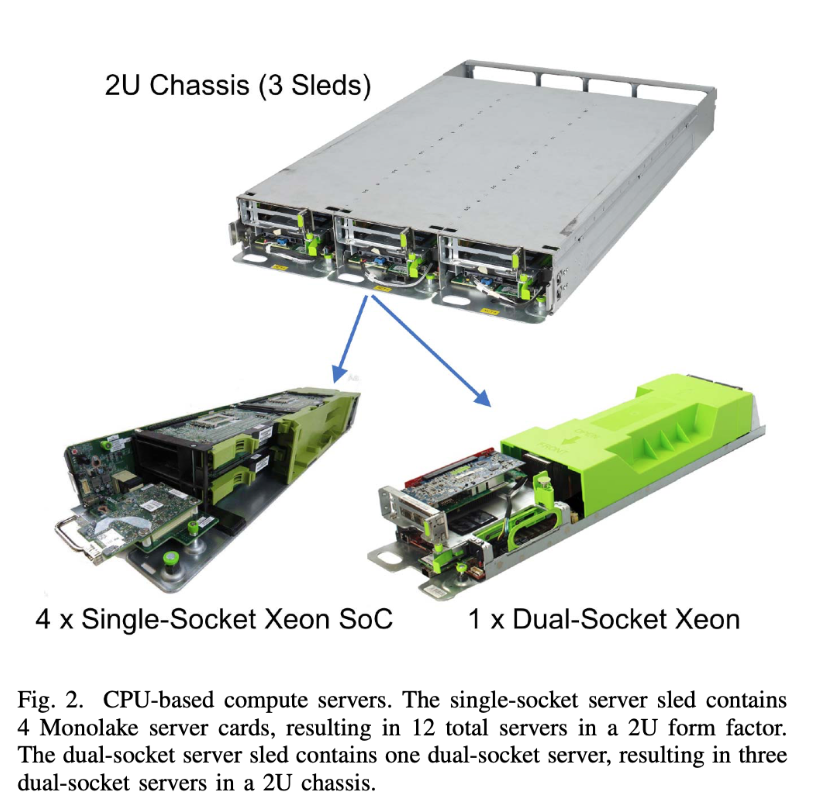 2U Chassis (3 Sleds)
4 x Single-Socket Xeon SoC
1 x Dual-Socket Xeon
Fig. 2. CPU-based compute servers. The single-socket server sled contains
4 Monolake server cards, resulting in 12 total servers in a 2U form factor.
The dual-socket server sled contains one dual-socket server, resulting in three
dual-socket servers in a 2U chassis.